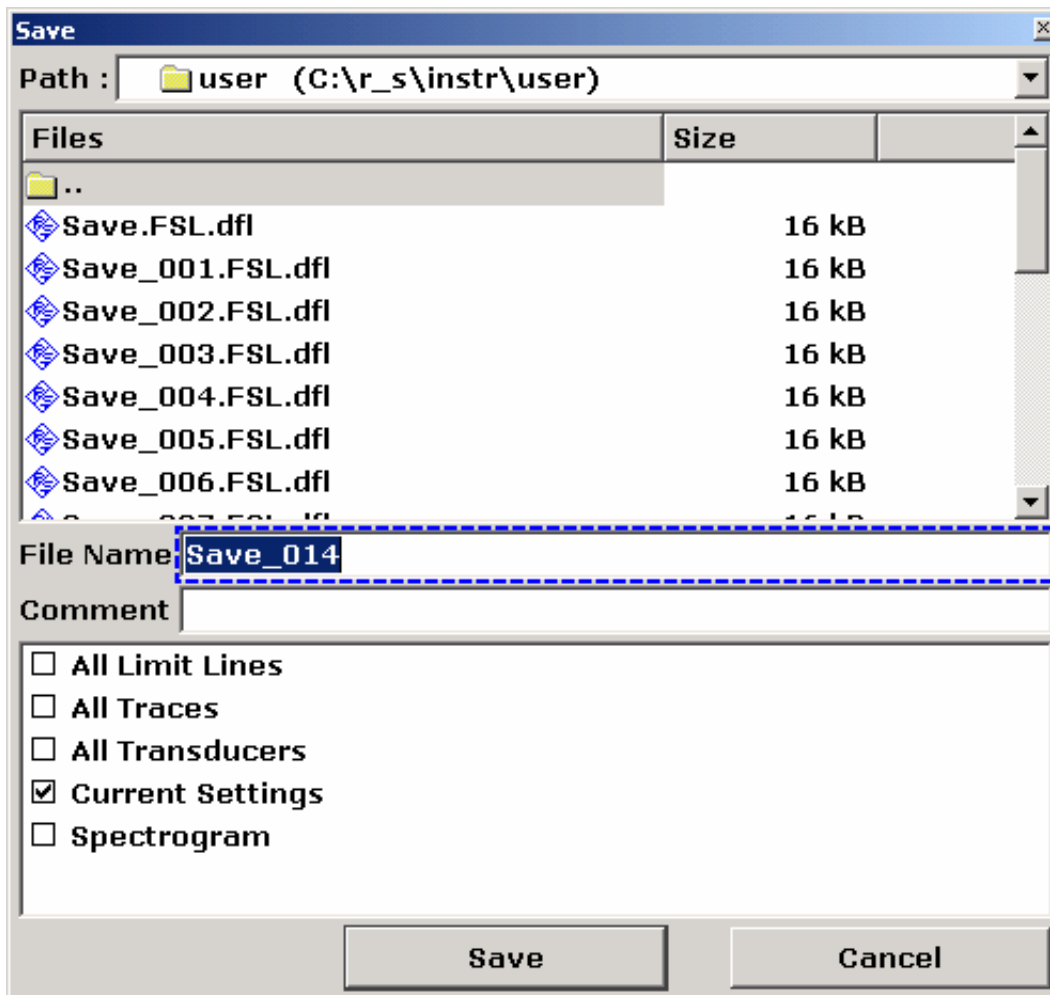 Save
Path : user (C:\r_s\instr\user)
Files Size
..
Save.FSL.dfl 16 kB
Save_001.FSL.dfl 16 kB
Save_002.FSL.dfl 16 kB
Save_003.FSL.dfl 16 kB
Save_004.FSL.dfl 16 kB
Save_005.FSL.dfl 16 kB
Save_006.FSL.dfl 16 kB
File Name Save_014
Comment
All Limit Lines
All Traces
All Transducers
Current Settings
Spectrogram
Save Cancel